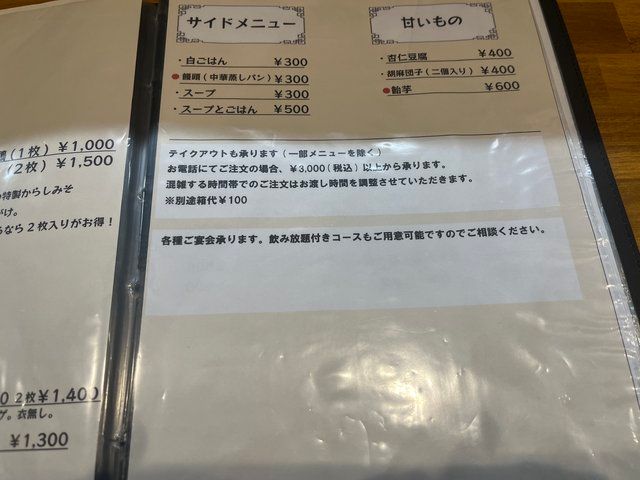 サイドメニュー
・白ごはん ¥300
●饅頭(中華蒸しパン) ¥300
・スープ ¥300
・スープとごはん ¥500
甘いもの
・杏仁豆腐 ¥400
・胡麻団子(二個入り) ¥400
●飴芋 ¥600
テイクアウトも承ります(一部メニューを除く)
お電話にてご注文の場合、¥3,000(税込)以上から承ります。
混雑する時間帯でのご注文はお渡し時間を調整させていただきます。
※別途箱代¥100
各種ご宴会承ります。飲み放題付きコースもご用意可能ですのでご相談ください。
(1枚) ¥1,000
(2枚) ¥1,500
特製からしみそ
がけ。
なら2枚入りがお得!
0 2枚¥1,400
グ。衣無し。
¥1,300